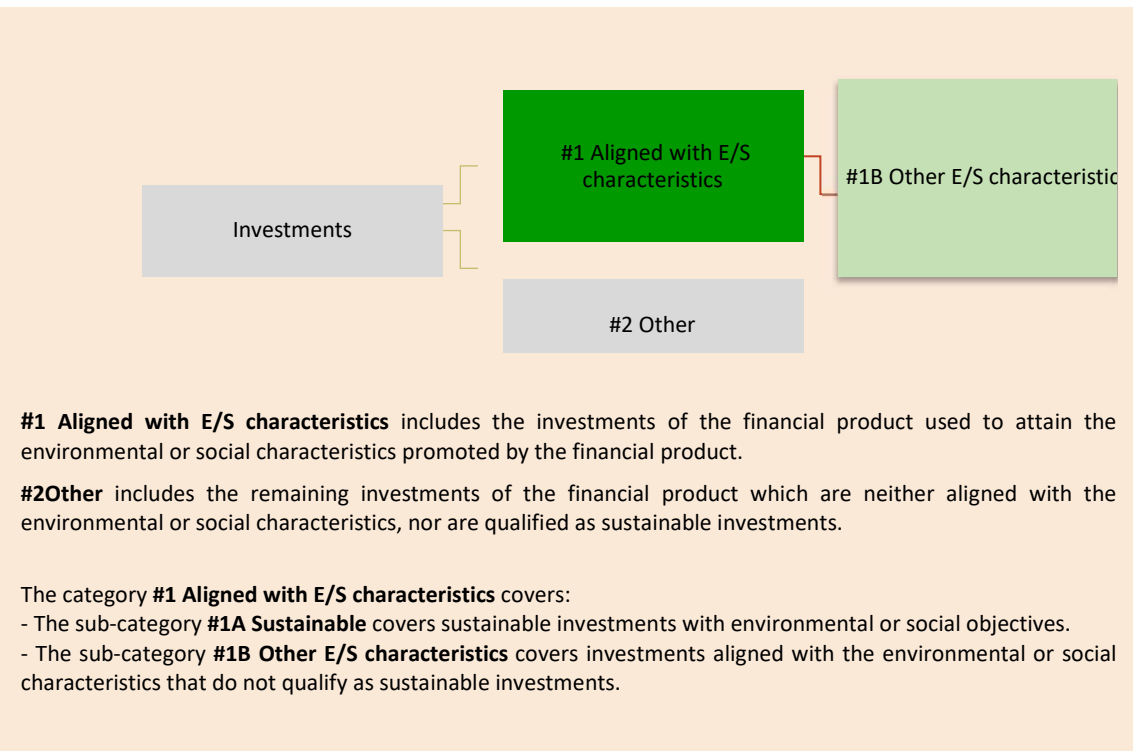 #1 Aligned with E/S
characteristics
#1B Other E/S characteristic
Investments
#2 Other
#1 Aligned with E/S characteristics includes the investments of the financial product used to attain the
environmental or social characteristics promoted by the financial product.
#2Other includes the remaining investments of the financial product which are neither aligned with the
environmental or social characteristics, nor are qualified as sustainable investments.
The category #1 Aligned with E/S characteristics covers:
- The sub-category #1A Sustainable covers sustainable investments with environmental or social objectives.
- The sub-category #1B Other E/S characteristics covers investments aligned with the environmental or social
characteristics that do not qualify as sustainable investments.